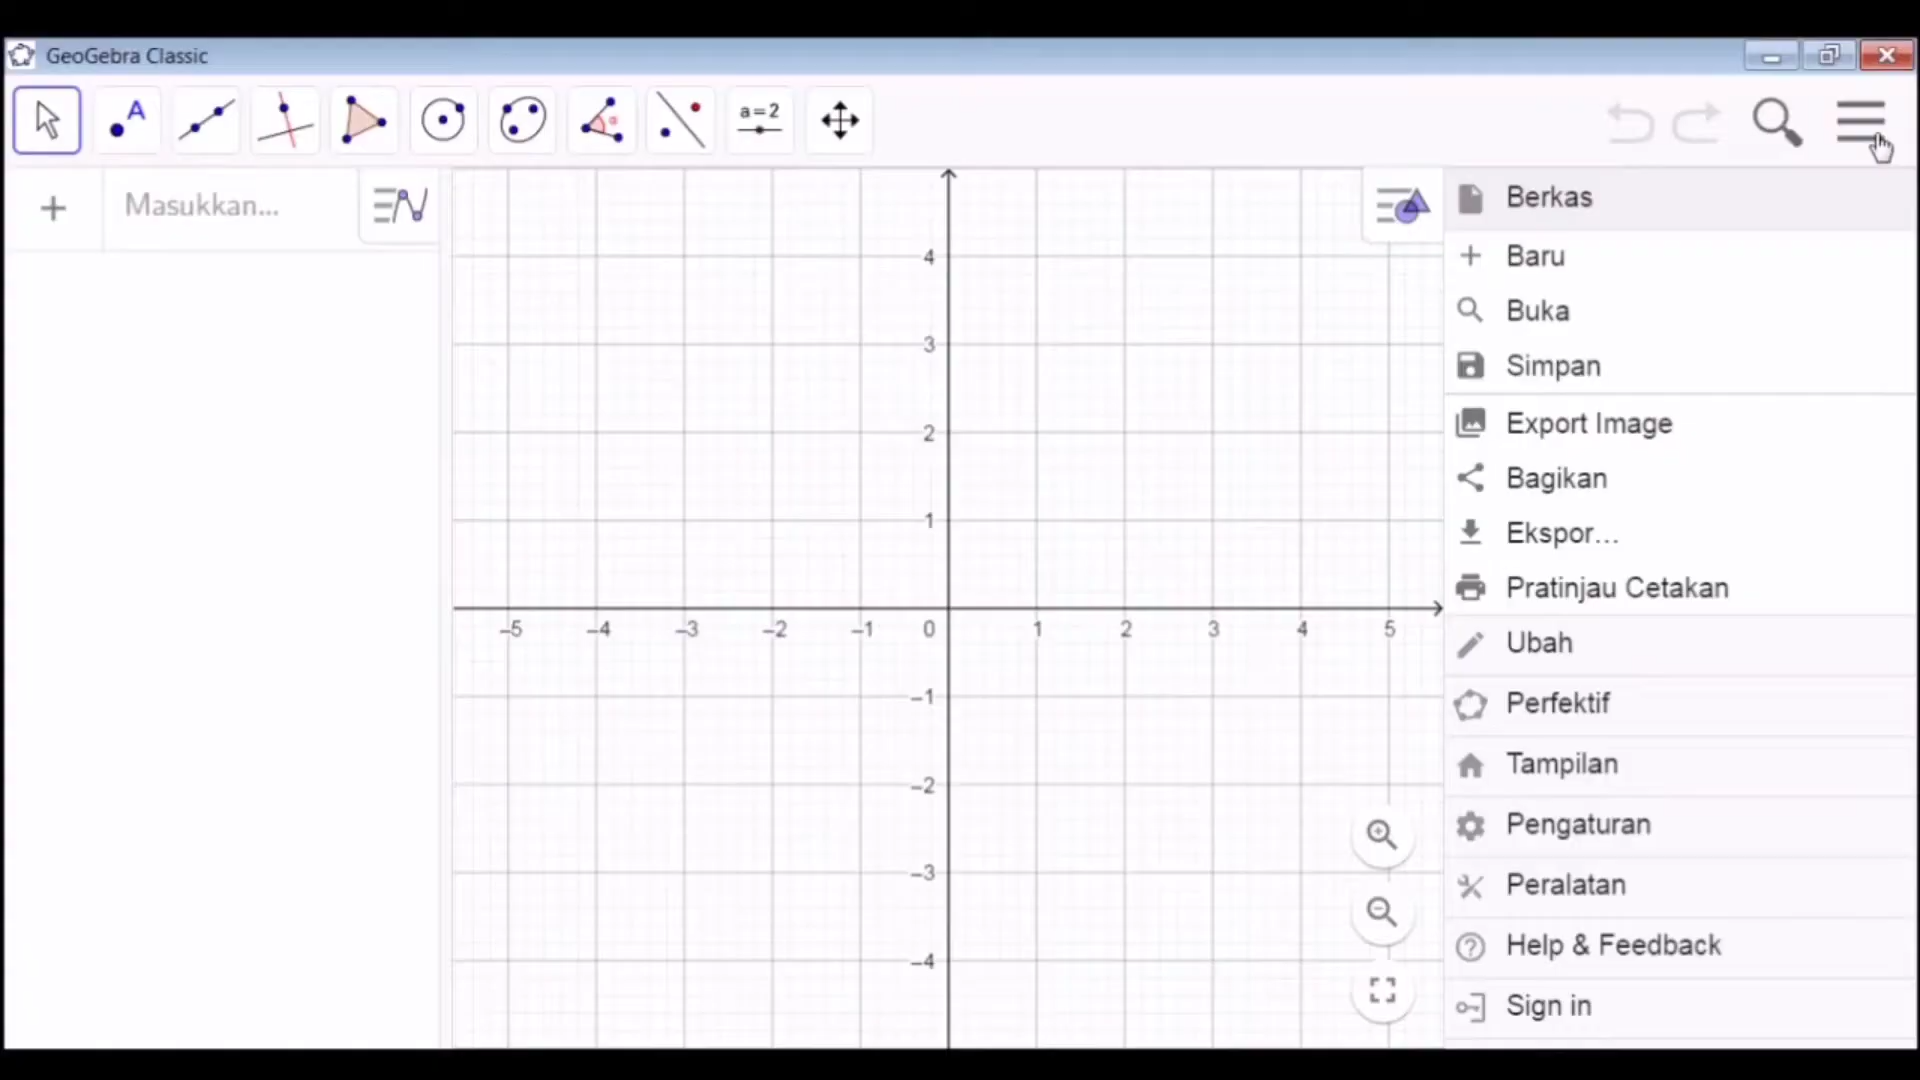 GeoGebra Classic
A
α
a=2
Masukkan...
Berkas
Baru
Buka
Simpan
Export Image
Bagikan
Ekspor...
Pratinjau Cetakan
Ubah
Perfektif
Tampilan
Pengaturan
Peralatan
Help & Feedback
Sign in
4
3
2
1
–5 –4 –3 –2 –1 0 1 2 3 4 5
–1
–2
–3
–4